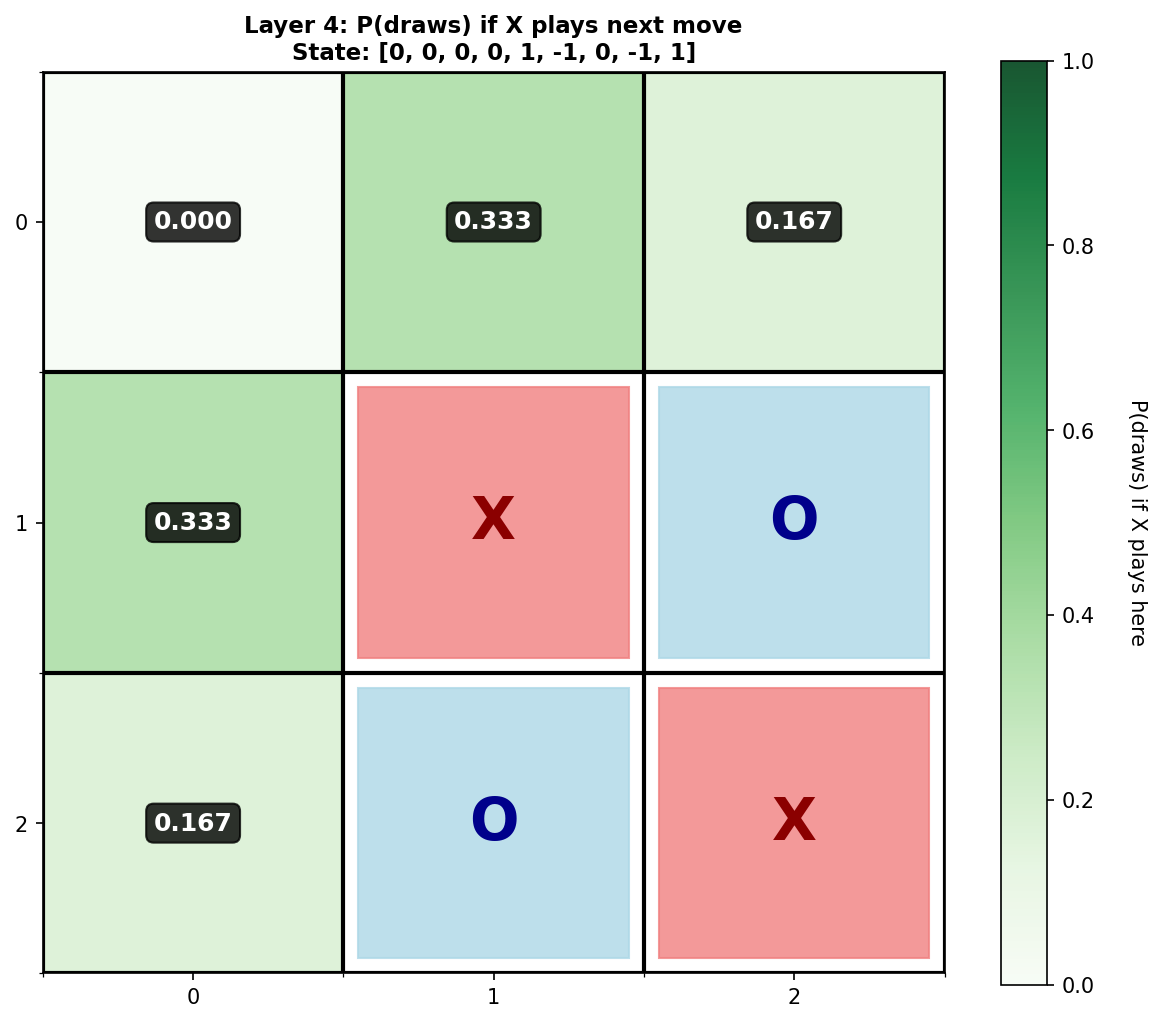 Layer 4: P(draws) if X plays next move
State: [0, 0, 0, 0, 1, -1, 0, -1, 1]
0.000 0.333 0.167
0
0.333 X O
1
0.167 O X
2
0 1 2
1.0
0.8
0.6
0.4
0.2
0.0
P(draws) if X plays here